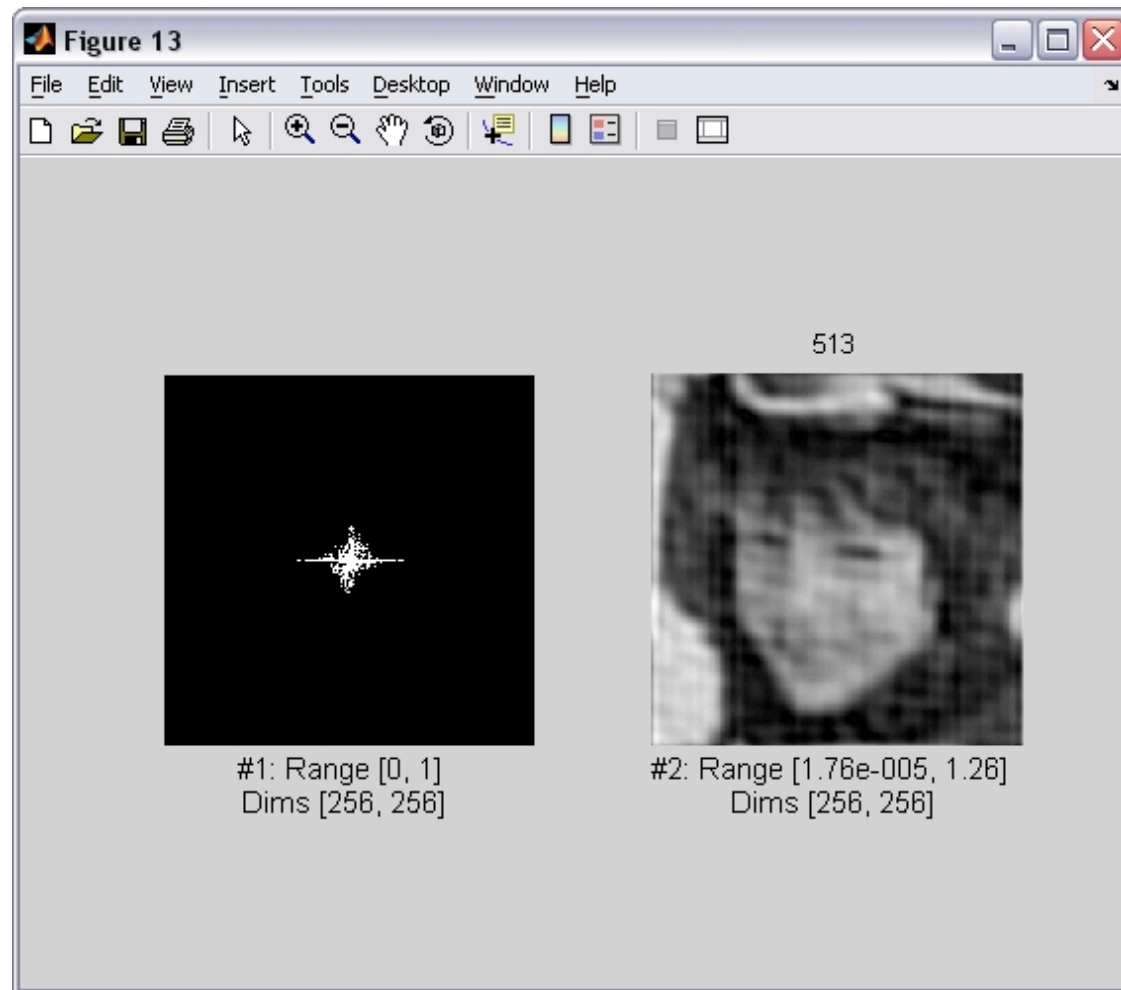 Figure 13
File Edit View Insert Tools Desktop Window Help
513
#1: Range [0, 1]
Dims [256, 256]
#2: Range [1.76e-005, 1.26]
Dims [256, 256]